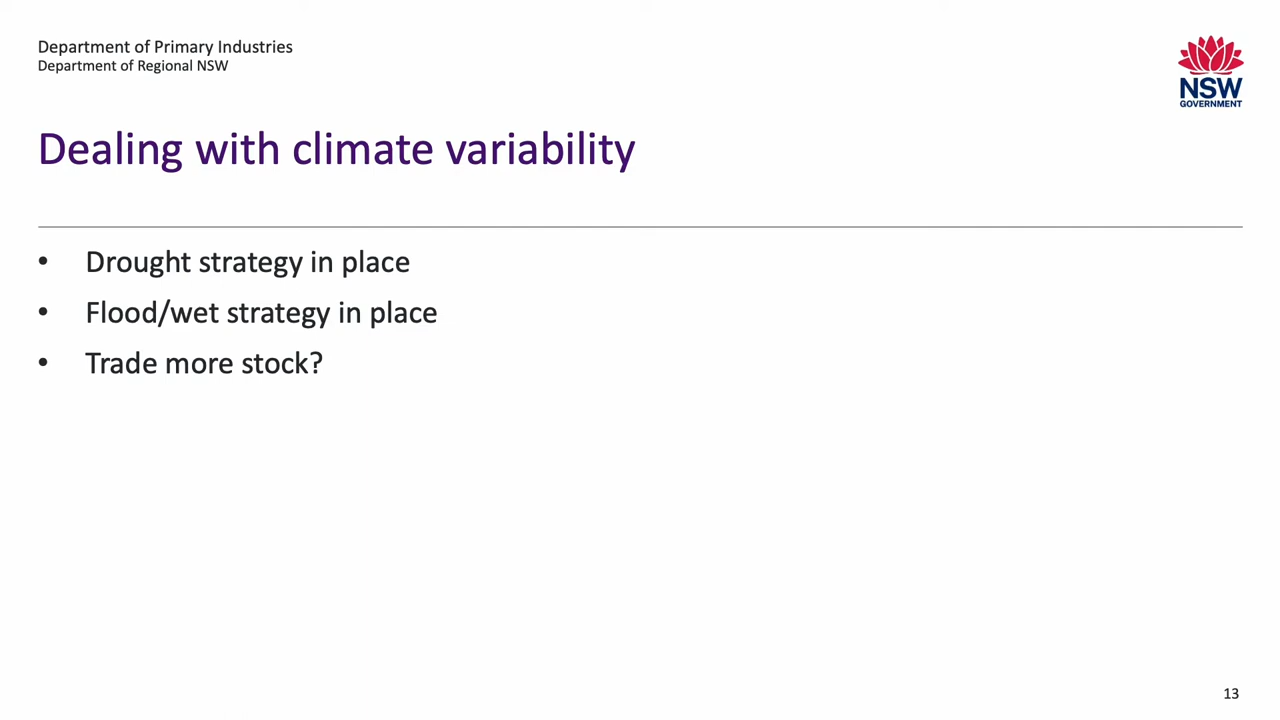 Department of Primary Industries
Department of Regional NSW
NSW
GOVERNMENT
Dealing with climate variability
• Drought strategy in place
• Flood/wet strategy in place
• Trade more stock?
13